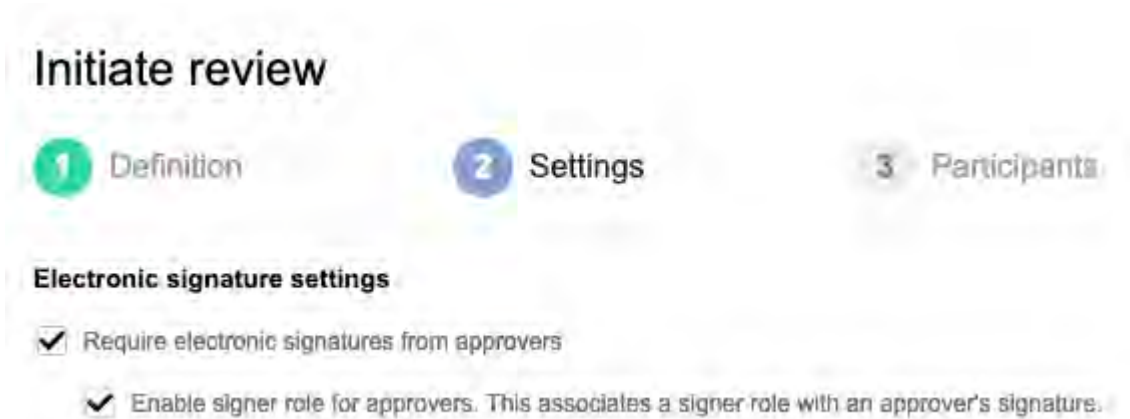 Initiate review
1 Definition 2 Settings 3 Participants
Electronic signature settings
Require electronic signatures from approvers
Enable signer role for approvers. This associates a signer role with an approver's signature.